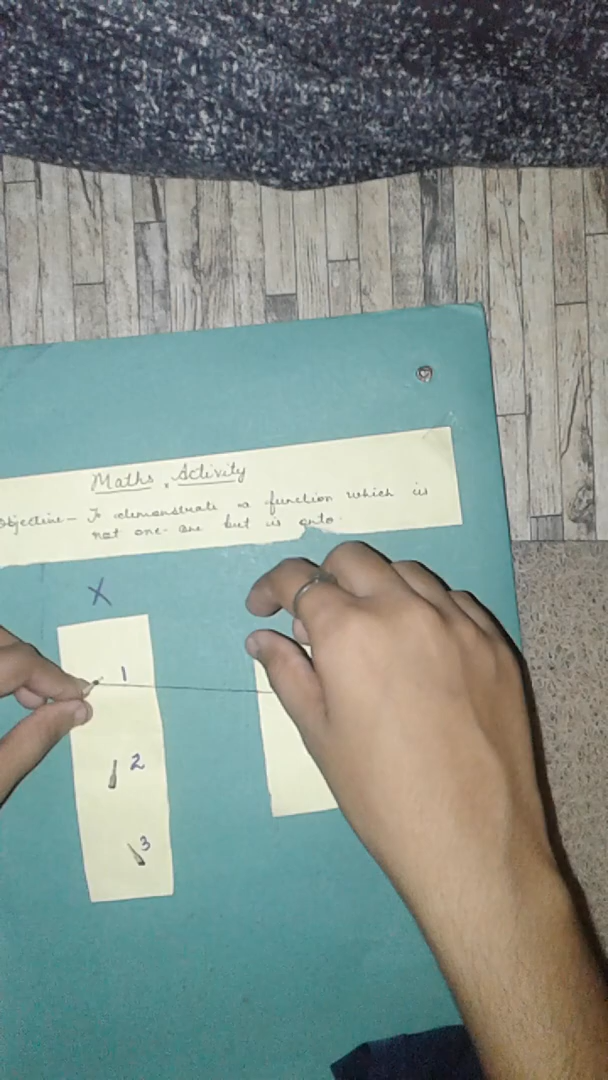 Maths Activity
Objective - To demonstrate a function which is
not one-one but is onto.
X
1
2
3